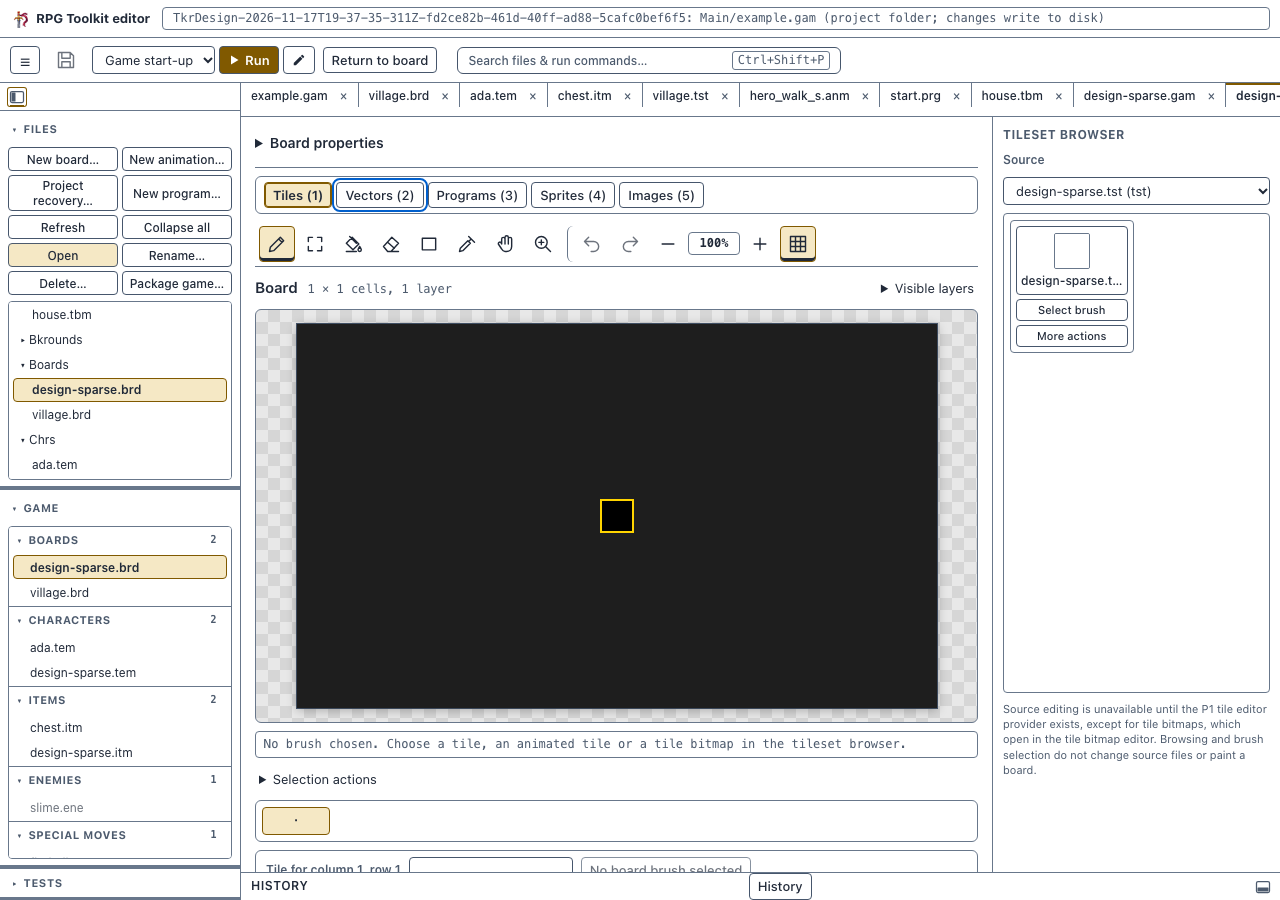 RPG Toolkit editor
TkrDesign-2026-11-17T19-37-35-311Z-fd2ce82b-461d-40ff-ad88-5cafc0bef6f5: Main/example.gam (project folder; changes write to disk)
Game start-up
Run
Return to board
Search files & run commands...
Ctrl+Shift+P
example.gam ×
village.brd ×
ada.tem ×
chest.itm ×
village.tst ×
hero_walk_s.anm ×
start.prg ×
house.tbm ×
design-sparse.gam ×
design-
FILES
New board...
New animation...
Project recovery...
New program...
Refresh
Collapse all
Open
Rename...
Delete...
Package game...
house.tbm
Bkrounds
Boards
design-sparse.brd
village.brd
Chrs
ada.tem
GAME
BOARDS 2
design-sparse.brd
village.brd
CHARACTERS 2
ada.tem
design-sparse.tem
ITEMS 2
chest.itm
design-sparse.itm
ENEMIES 1
slime.ene
SPECIAL MOVES 1
TESTS
Board properties
Tiles (1)
Vectors (2)
Programs (3)
Sprites (4)
Images (5)
100%
Board 1 × 1 cells, 1 layer
Visible layers
No brush chosen. Choose a tile, an animated tile or a tile bitmap in the tileset browser.
Selection actions
·
Tile for column 1, row 1
No board brush selected
HISTORY
History
TILESET BROWSER
Source
design-sparse.tst (tst)
design-sparse.t...
Select brush
More actions
Source editing is unavailable until the P1 tile editor
provider exists, except for tile bitmaps, which
open in the tile bitmap editor. Browsing and brush
selection do not change source files or paint a
board.